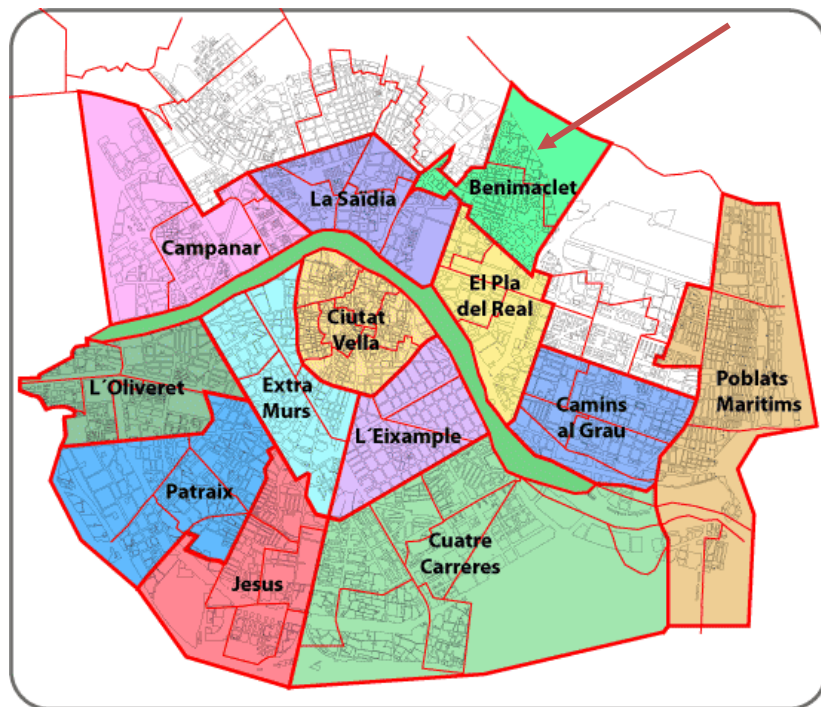 Benimaclet
La Saïdia
Campanar
El Pla
del Real
Ciutat
Vella
L´Oliveret
Extra
Murs
Poblats
Maritims
Camins
al Grau
L´Eixample
Patraix
Cuatre
Carreres
Jesus